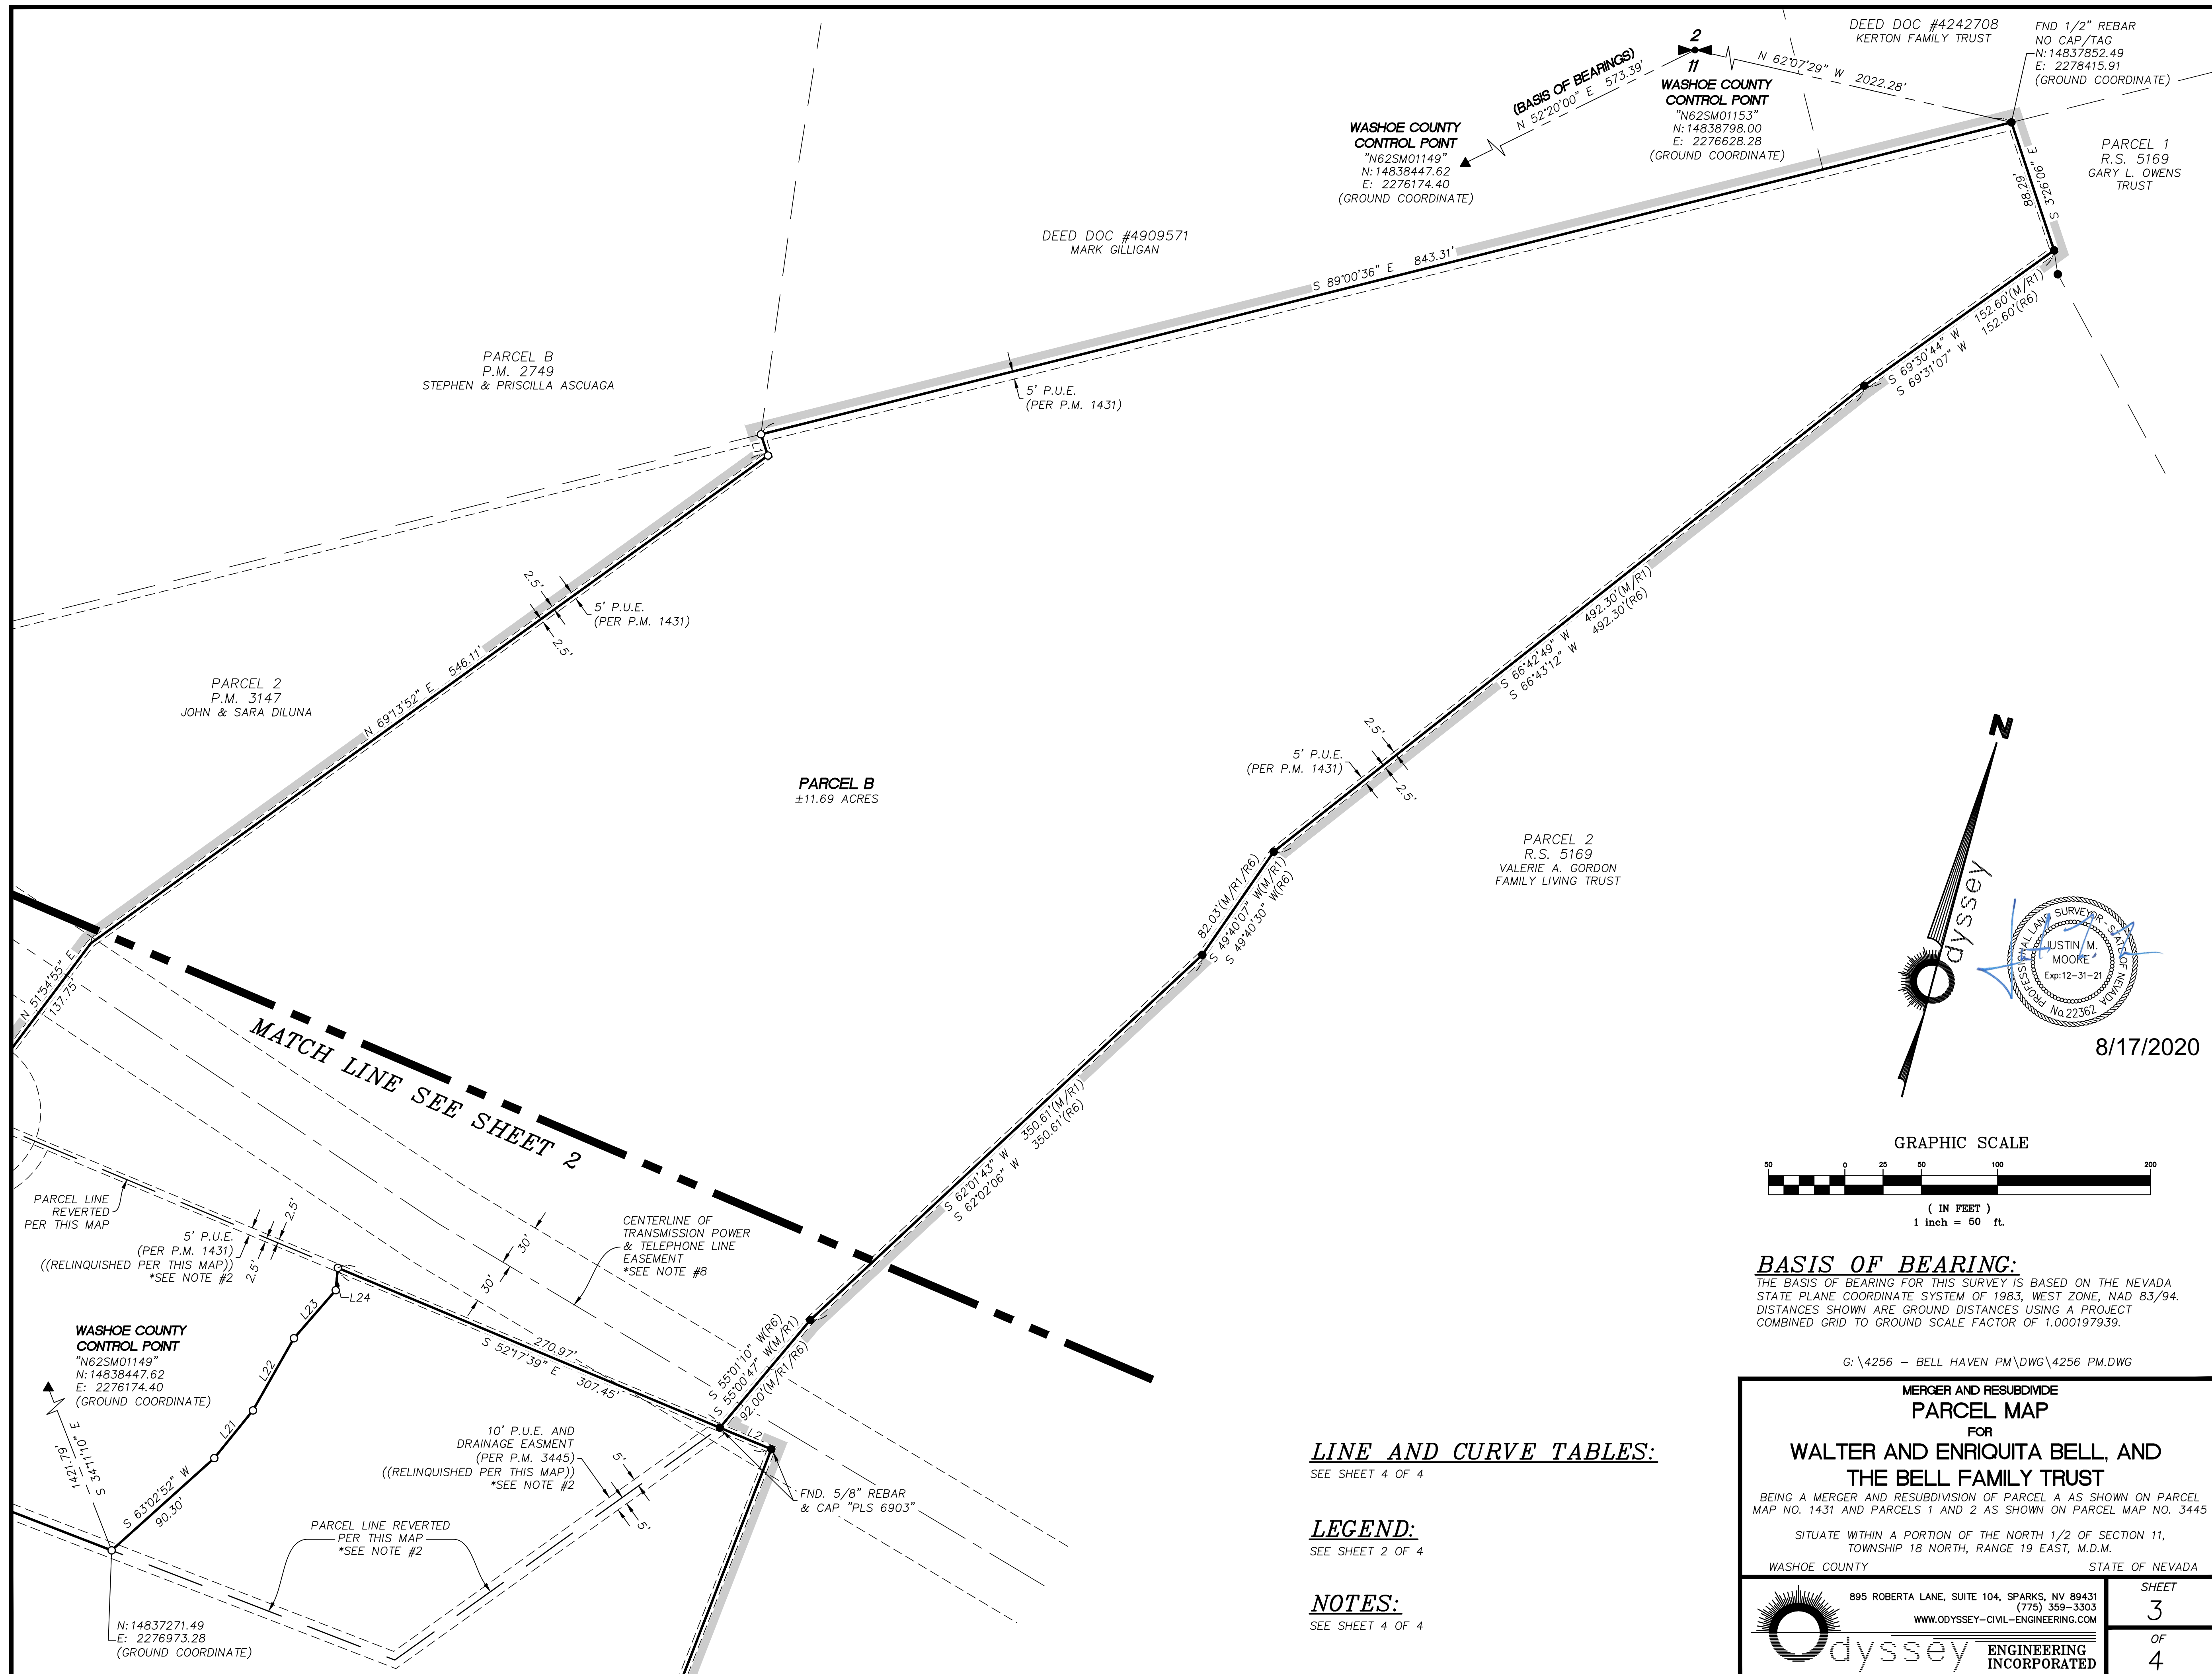 DEED DOC #4242708
KERTON FAMILY TRUST
FND 1/2" REBAR
NO CAP/TAG
N:14837852.49
E: 2278415.91
(GROUND COORDINATE)
2
11
N 62°07'29" W 2022.28'
(BASIS OF BEARINGS)
N 52°20'00" E 573.39'
WASHOE COUNTY
CONTROL POINT
"N62SM01153"
N:14838798.00
E: 2276628.28
(GROUND COORDINATE)
WASHOE COUNTY
CONTROL POINT
"N62SM01149"
N:14838447.62
E: 2276174.40
(GROUND COORDINATE)
PARCEL 1
R.S. 5169
GARY L. OWENS
TRUST
S 3°26'06" E
88.29'
DEED DOC #4909571
MARK GILLIGAN
S 89°00'36" E 843.31'
152.60'(M/R1)
152.60'(R6)
S 69°30'44" W
S 69°31'07" W
PARCEL B
P.M. 2749
STEPHEN & PRISCILLA ASCUAGA
5' P.U.E.
(PER P.M. 1431)
L1
2.5'
5' P.U.E.
(PER P.M. 1431)
2.5'
N 69°13'52" E 546.11'
PARCEL 2
P.M. 3147
JOHN & SARA DILUNA
492.30'(M/R1)
492.30'(R6)
S 66°42'49" W
S 66°43'12" W
2.5'
5' P.U.E.
(PER P.M. 1431)
2.5'
PARCEL B
±11.69 ACRES
PARCEL 2
R.S. 5169
VALERIE A. GORDON
FAMILY LIVING TRUST
82.03'(M/R1/R6)
S 49°40'07" W(M/R1)
S 49°40'30" W(R6)
N
Odyssey
PROFESSIONAL LAND SURVEYOR - STATE OF NEVADA
JUSTIN M.
MOORE
Exp:12-31-21
No.22362
8/17/2020
N 51°54'55" E
137.75'
MATCH LINE SEE SHEET 2
350.61'(M/R1)
350.61'(R6)
S 62°01'43" W
S 62°02'06" W
GRAPHIC SCALE
50 0 25 50 100 200
( IN FEET )
1 inch = 50 ft.
PARCEL LINE
REVERTED
PER THIS MAP
2.5'
5' P.U.E.
(PER P.M. 1431)
((RELINQUISHED PER THIS MAP))
*SEE NOTE #2
2.5'
CENTERLINE OF
TRANSMISSION POWER
& TELEPHONE LINE
EASEMENT
*SEE NOTE #8
30'
30'
L24
L23
L22
L21
BASIS OF BEARING:
THE BASIS OF BEARING FOR THIS SURVEY IS BASED ON THE NEVADA
STATE PLANE COORDINATE SYSTEM OF 1983, WEST ZONE, NAD 83/94.
DISTANCES SHOWN ARE GROUND DISTANCES USING A PROJECT
COMBINED GRID TO GROUND SCALE FACTOR OF 1.000197939.
WASHOE COUNTY
CONTROL POINT
"N62SM01149"
N:14838447.62
E: 2276174.40
(GROUND COORDINATE)
270.97'
S 52°17'39" E 307.45'
S 55°01'10" W(R6)
S 55°00'47" W(M/R1)
92.00'(M/R1/R6)
L2
S 34°11'10" E
1421.79'
S 63°02'52" W
90.30'
10' P.U.E. AND
DRAINAGE EASMENT
(PER P.M. 3445)
((RELINQUISHED PER THIS MAP))
*SEE NOTE #2
5'
5'
FND. 5/8" REBAR
& CAP "PLS 6903"
PARCEL LINE REVERTED
PER THIS MAP
*SEE NOTE #2
N:14837271.49
E: 2276973.28
(GROUND COORDINATE)
LINE AND CURVE TABLES:
SEE SHEET 4 OF 4
LEGEND:
SEE SHEET 2 OF 4
NOTES:
SEE SHEET 4 OF 4
G: \4256 - BELL HAVEN PM\DWG\4256 PM.DWG
MERGER AND RESUBDIVIDE
PARCEL MAP
FOR
WALTER AND ENRIQUITA BELL, AND
THE BELL FAMILY TRUST
BEING A MERGER AND RESUBDIVISION OF PARCEL A AS SHOWN ON PARCEL
MAP NO. 1431 AND PARCELS 1 AND 2 AS SHOWN ON PARCEL MAP NO. 3445
SITUATE WITHIN A PORTION OF THE NORTH 1/2 OF SECTION 11,
TOWNSHIP 18 NORTH, RANGE 19 EAST, M.D.M.
WASHOE COUNTY STATE OF NEVADA
895 ROBERTA LANE, SUITE 104, SPARKS, NV 89431
(775) 359-3303
WWW.ODYSSEY-CIVIL-ENGINEERING.COM
Odyssey
ENGINEERING
INCORPORATED
SHEET
3
OF
4